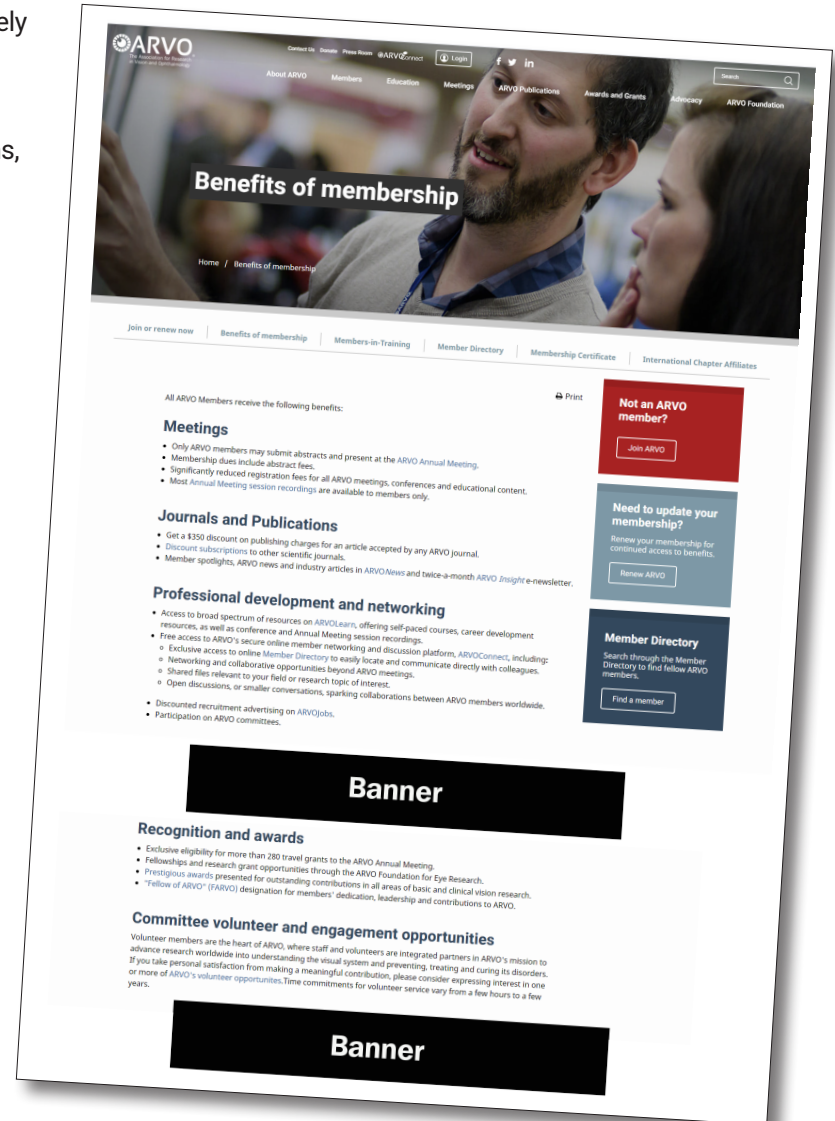 ely
s,
ARVO
The Association for Research
in Vision and Ophthalmology
Contact Us Donate Press Room ARVOConnect Login
Search
About ARVO Members Education Meetings ARVO Publications Awards and Grants Advocacy ARVO Foundation
Benefits of membership
Home / Benefits of membership
Join or renew now Benefits of membership Members-in-Training Member Directory Membership Certificate International Chapter Affiliates
Print
All ARVO Members receive the following benefits:
Meetings
• Only ARVO members may submit abstracts and present at the ARVO Annual Meeting.
• Membership dues include abstract fees.
• Significantly reduced registration fees for all ARVO meetings, conferences and educational content.
• Most Annual Meeting session recordings are available to members only.
Journals and Publications
• Get a $350 discount on publishing charges for an article accepted by any ARVO journal.
• Discount subscriptions to other scientific journals.
• Member spotlights, ARVO news and industry articles in ARVONews and twice-a-month ARVO Insight e-newsletter.
Professional development and networking
• Access to broad spectrum of resources on ARVOLearn, offering self-paced courses, career development
resources, as well as conference and Annual Meeting session recordings.
• Free access to ARVO's secure online member networking and discussion platform, ARVOConnect, including:
o Exclusive access to online Member Directory to easily locate and communicate directly with colleagues.
o Networking and collaborative opportunities beyond ARVO meetings.
o Shared files relevant to your field or research topic of interest.
o Open discussions, or smaller conversations, sparking collaborations between ARVO members worldwide.
• Discounted recruitment advertising on ARVOJobs.
• Participation on ARVO committees.
Not an ARVO
member?
Join ARVO
Need to update your
membership?
Renew your membership for
continued access to benefits.
Renew ARVO
Member Directory
Search through the Member
Directory to find fellow ARVO
members.
Find a member
Banner
Recognition and awards
• Exclusive eligibility for more than 280 travel grants to the ARVO Annual Meeting.
• Fellowships and research grant opportunities through the ARVO Foundation for Eye Research.
• Prestigious awards presented for outstanding contributions in all areas of basic and clinical vision research.
• "Fellow of ARVO" (FARVO) designation for members' dedication, leadership and contributions to ARVO.
Committee volunteer and engagement opportunities
Volunteer members are the heart of ARVO, where staff and volunteers are integrated partners in ARVO's mission to
advance research worldwide into understanding the visual system and preventing, treating and curing its disorders.
If you take personal satisfaction from making a meaningful contribution, please consider expressing interest in one
or more of ARVO's volunteer opportunites.Time commitments for volunteer service vary from a few hours to a few
years.
Banner